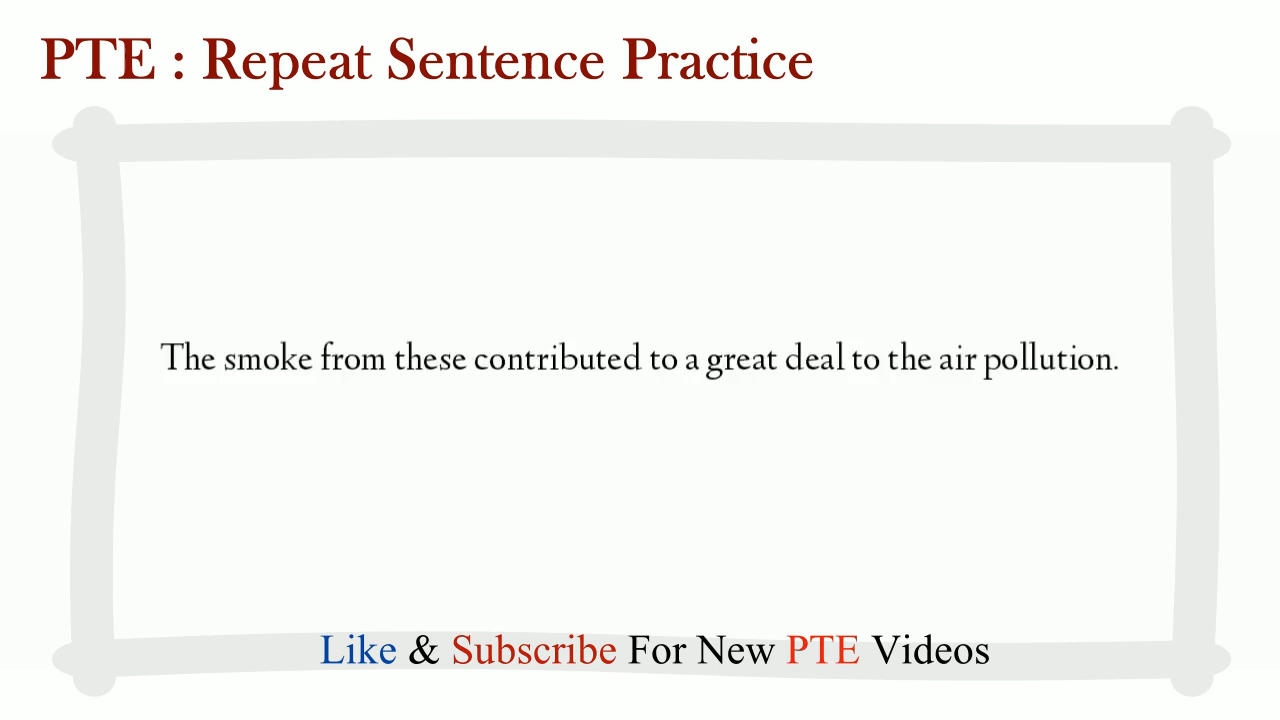 PTE : Repeat Sentence Practice
The smoke from these contributed to a great deal to the air pollution.
Like & Subscribe For New PTE Videos